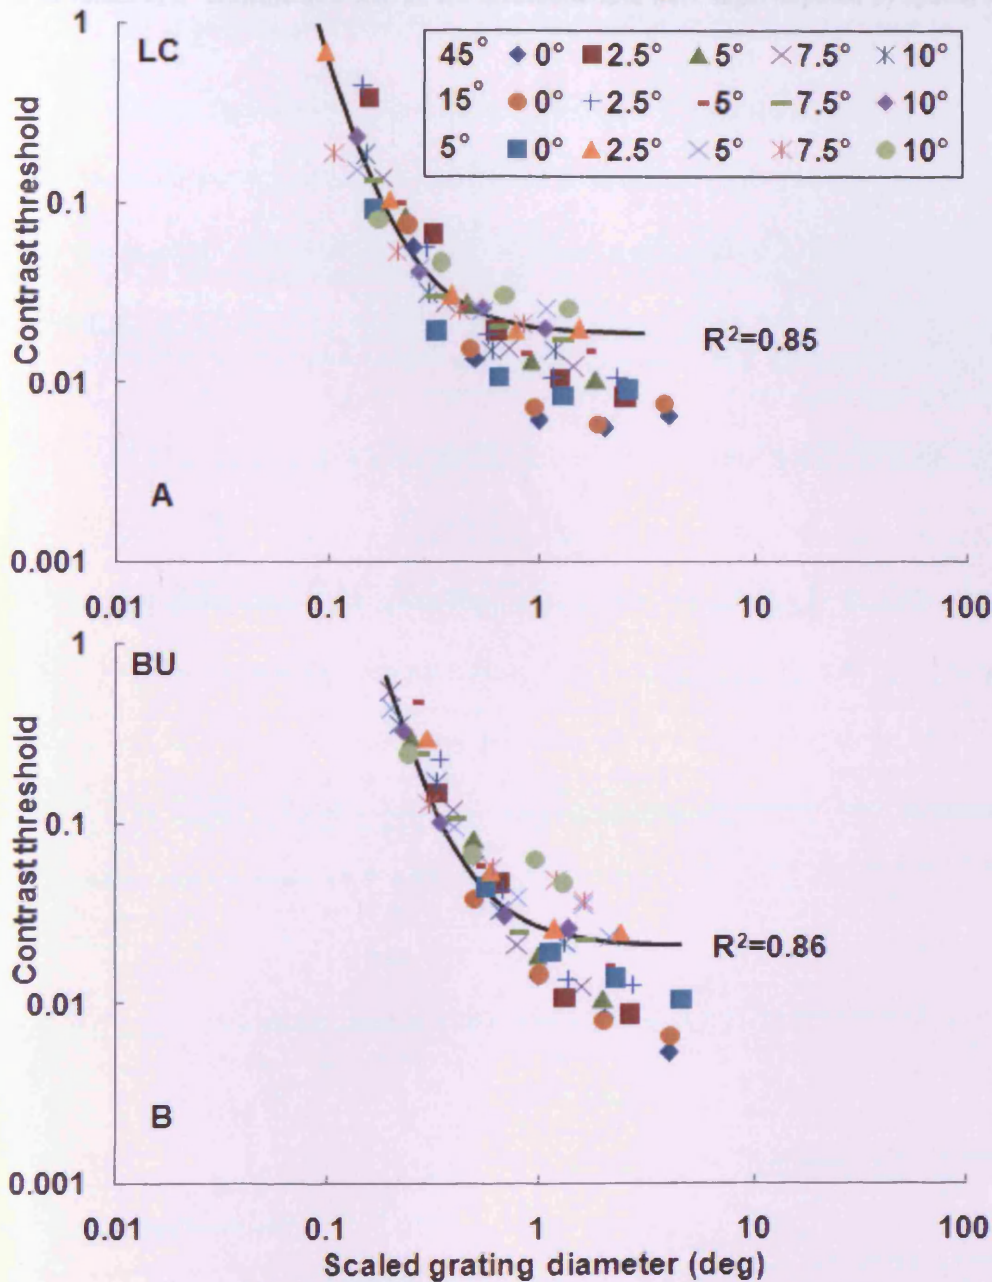 1
LC
45° 0° 2.5° 5° 7.5° 10°
15° 0° 2.5° 5° 7.5° 10°
5° 0° 2.5° 5° 7.5° 10°
Contrast threshold
0.1
R²=0.85
0.01
A
0.001
0.01 0.1 1 10 100
1
BU
Contrast threshold
0.1
R²=0.86
0.01
B
0.001
0.01 0.1 1 10 100
Scaled grating diameter (deg)